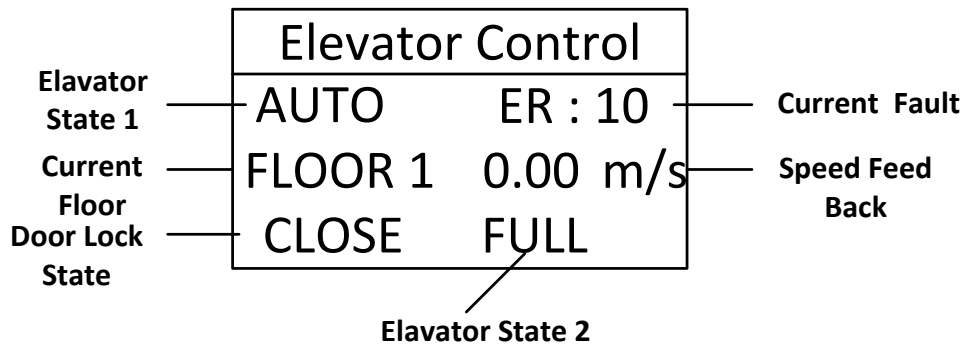 Elevator Control
Elavator
State 1
AUTO
ER : 10
Current Fault
Current
Floor
FLOOR 1
0.00 m/s
Speed Feed
Back
Door Lock
State
CLOSE
FULL
Elavator State 2